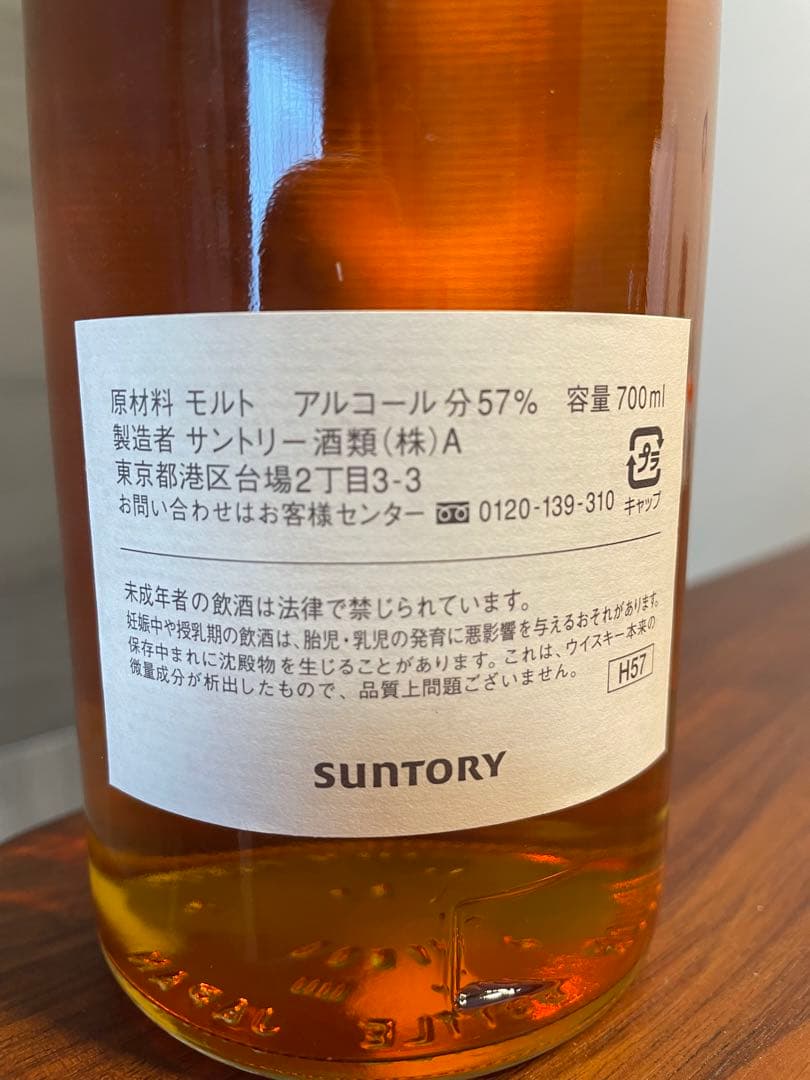 原材料 モルト アルコール分57% 容量700ml
製造者 サントリー酒類(株)A
東京都港区台場2丁目3-3
お問い合わせはお客様センター 0120-139-310
プラ
キャップ
未成年者の飲酒は法律で禁じられています。
妊娠中や授乳期の飲酒は、胎児・乳児の発育に悪影響を与えるおそれがあります。
保存中まれに沈殿物を生じることがあります。これは、ウイスキー本来の
微量成分が析出したもので、品質上問題ございません。
H57
SUNTORY